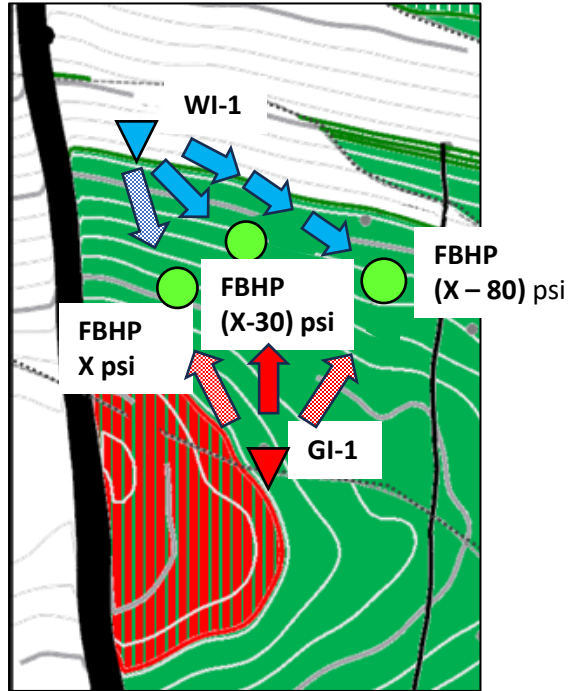 WI-1
FBHP
(X – 80) psi
FBHP
(X-30) psi
FBHP
X psi
GI-1